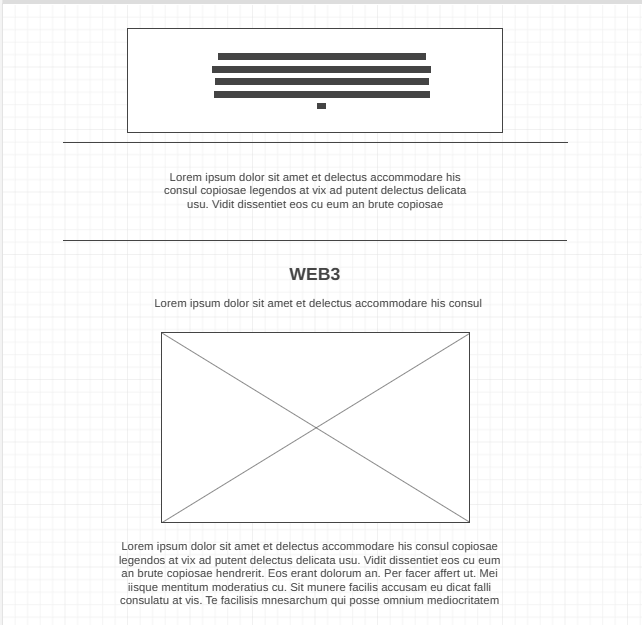 Lorem ipsum dolor sit amet et delectus accommodare his
consul copiosae legendos at vix ad putent delectus delicata
usu. Vidit dissentiet eos cu eum an brute copiosae
WEB3
Lorem ipsum dolor sit amet et delectus accommodare his consul
Lorem ipsum dolor sit amet et delectus accommodare his consul copiosae
legendos at vix ad putent delectus delicata usu. Vidit dissentiet eos cu eum
an brute copiosae hendrerit. Eos erant dolorum an. Per facer affert ut. Mei
iisque mentitum moderatius cu. Sit munere facilis accusam eu dicat falli
consulatu at vis. Te facilisis mnesarchum qui posse omnium mediocritatem